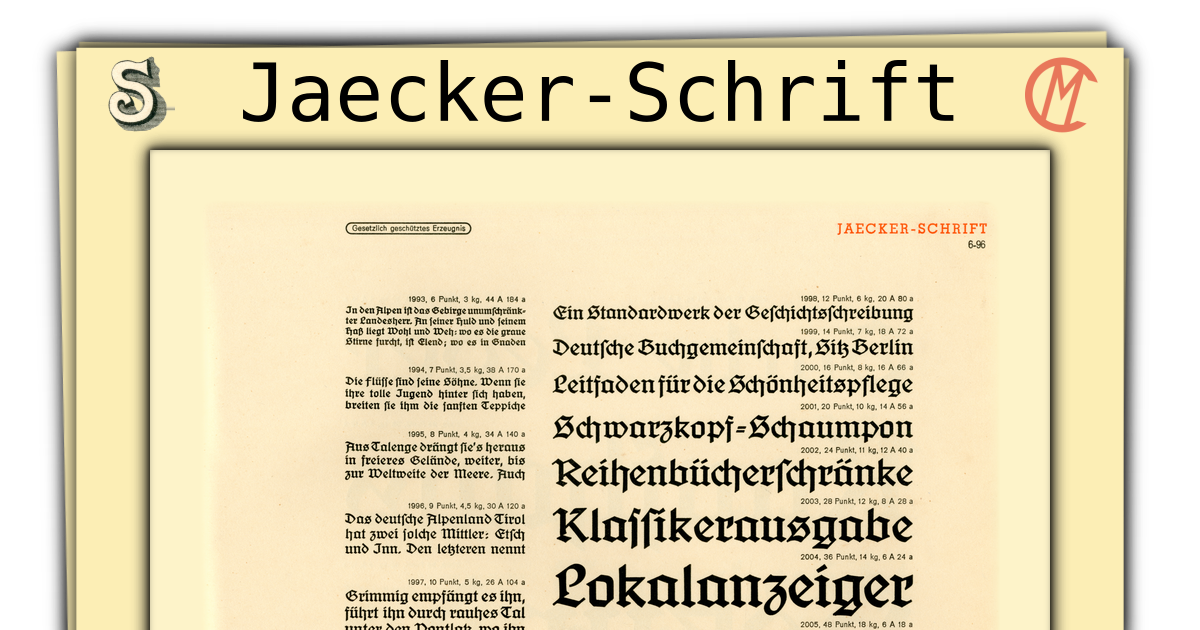 Jaecker-Schrift
Gesetzlich geschütztes Erzeugnis
JAECKER-SCHRIFT
6-96
1993, 6 Punkt, 3 kg, 44 A 184 a
In den Alpen ist das Gebirge unumschränk-
ter Landesherr. An seiner Huld und seinem
Haß liegt Wohl und Weh: wo es die graue
Stirne furcht, ist Elend; wo es in Gnaden
1994, 7 Punkt, 3,5 kg, 38 A 170 a
Die Flüsse sind seine Söhne. Wenn sie
ihre tolle Jugend hinter sich haben,
breiten sie ihm die sanften Teppiche
1995, 8 Punkt, 4 kg, 34 A 140 a
Aus Talenge drängt sie's heraus
in freieres Gelände, weiter, bis
zur Weltweite der Meere. Auch
1996, 9 Punkt, 4,5 kg, 30 A 120 a
Das deutsche Alpenland Tirol
hat zwei solche Mittler: Etsch
und Inn. Den letzteren nennt
1997, 10 Punkt, 5 kg, 26 A 104 a
Grimmig empfängt es ihn,
führt ihn durch rauhes Tal
1998, 12 Punkt, 6 kg, 20 A 80 a
Ein Standardwerk der Geschichtsschreibung
1999, 14 Punkt, 7 kg, 18 A 72 a
Deutsche Buchgemeinschaft, Sitz Berlin
2000, 16 Punkt, 8 kg, 16 A 66 a
Leitfaden für die Schönheitspflege
2001, 20 Punkt, 10 kg, 14 A 56 a
Schwarzkopf-Schaumpon
2002, 24 Punkt, 11 kg, 12 A 40 a
Reihenbücherschränke
2003, 28 Punkt, 12 kg, 8 A 28 a
Klassikerausgabe
2004, 36 Punkt, 14 kg, 6 A 24 a
Lokalanzeiger
2005, 48 Punkt, 18 kg, 6 A 18 a